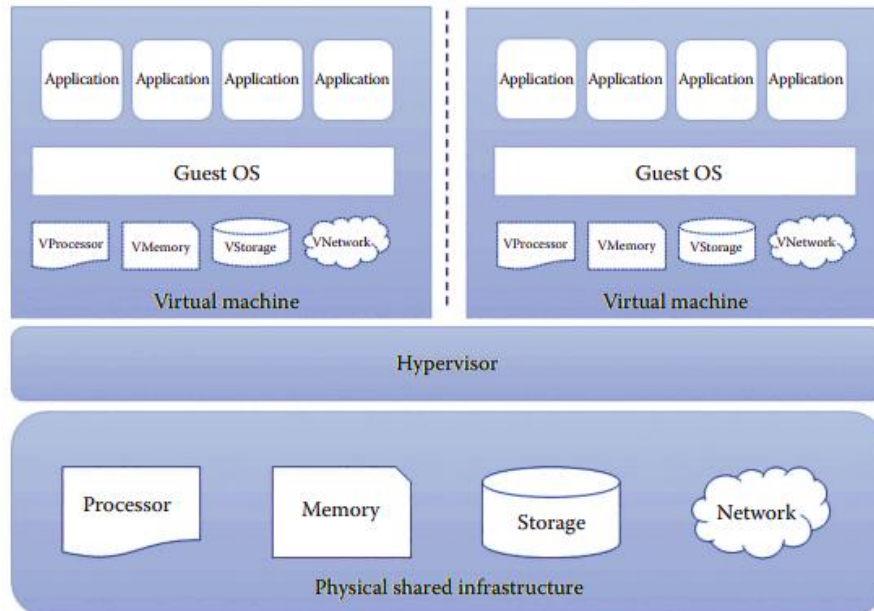 Application Application Application Application
Guest OS
VProcessor VMemory VStorage VNetwork
Virtual machine
Application Application Application Application
Guest OS
VProcessor VMemory VStorage VNetwork
Virtual machine
Hypervisor
Processor Memory Storage Network
Physical shared infrastructure